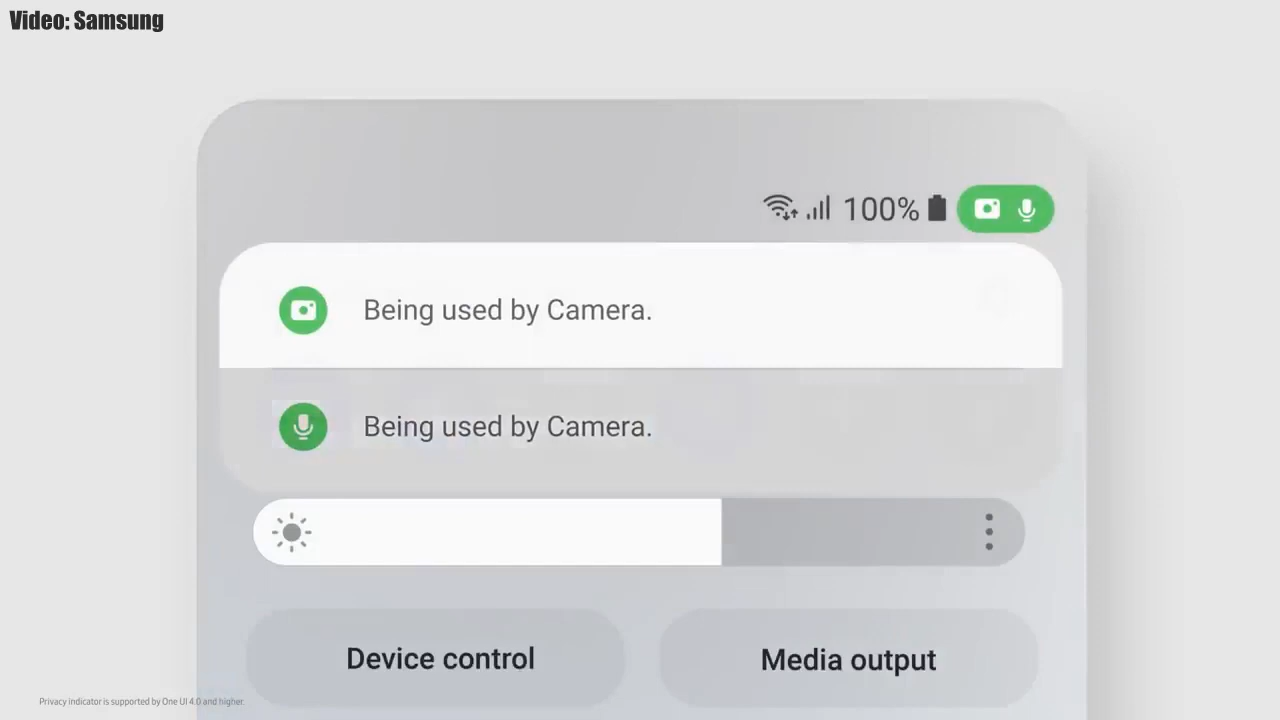 Video: Samsung
100%
Being used by Camera.
Being used by Camera.
Device control
Media output
Privacy indicator is supported by One UI 4.0 and higher.